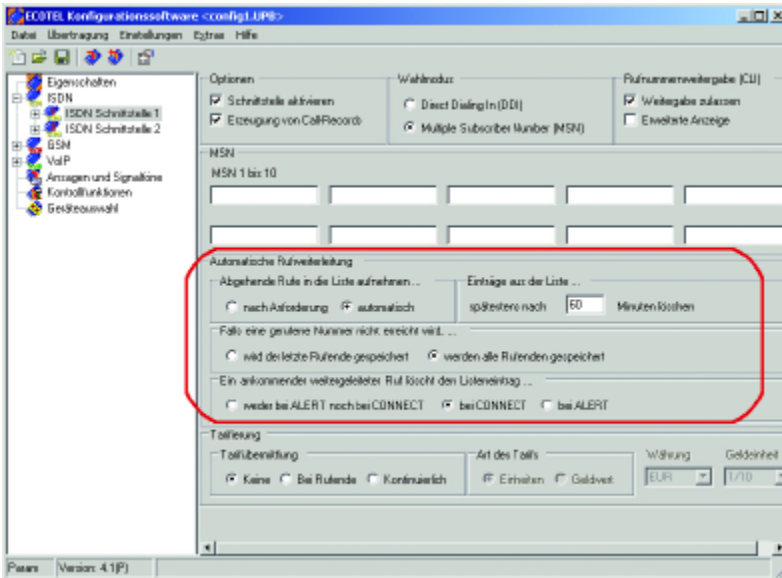 ECOTEL Konfigurationssoftware <config1.UPB>
Datei Übertragung Einstellungen Extras Hilfe
Eigenschaften
ISDN
ISDN Schnittstelle 1
ISDN Schnittstelle 2
GSM
VoIP
Ansagen und Signaltöne
Kontrollfunktionen
Geräteauswahl
Optionen
Schnittstelle aktivieren
Erzeugung von Call-Records
Wahlmodus
Direct Dialing In (DDI)
Multiple Subscriber Number (MSN)
Rufnummernweitergabe (CLI)
Weitergabe zulassen
Erweiterte Anzeige
MSN
MSN 1 bis 10
Automatische Rufweiterleitung
Abgehende Rufe in die Liste aufnehmen...
nach Anforderung automatisch
Einträge aus der Liste ...
spätestens nach 60 Minuten löschen
Falls eine gerufene Nummer nicht erreicht wird, ...
wird der letzte Rufende gespeichert werden alle Rufenden gespeichert
Ein ankommender weitergeleiteter Ruf löscht den Listeneintrag ...
weder bei ALERT noch bei CONNECT bei CONNECT bei ALERT
Tarifierung
Tarifübermittlung
Keine Bei Rufende Kontinuierlich
Art des Tarifs
Einheiten Geldwert
Währung Geldeinheit
EUR 1/10
Param Version: 4.1(P)